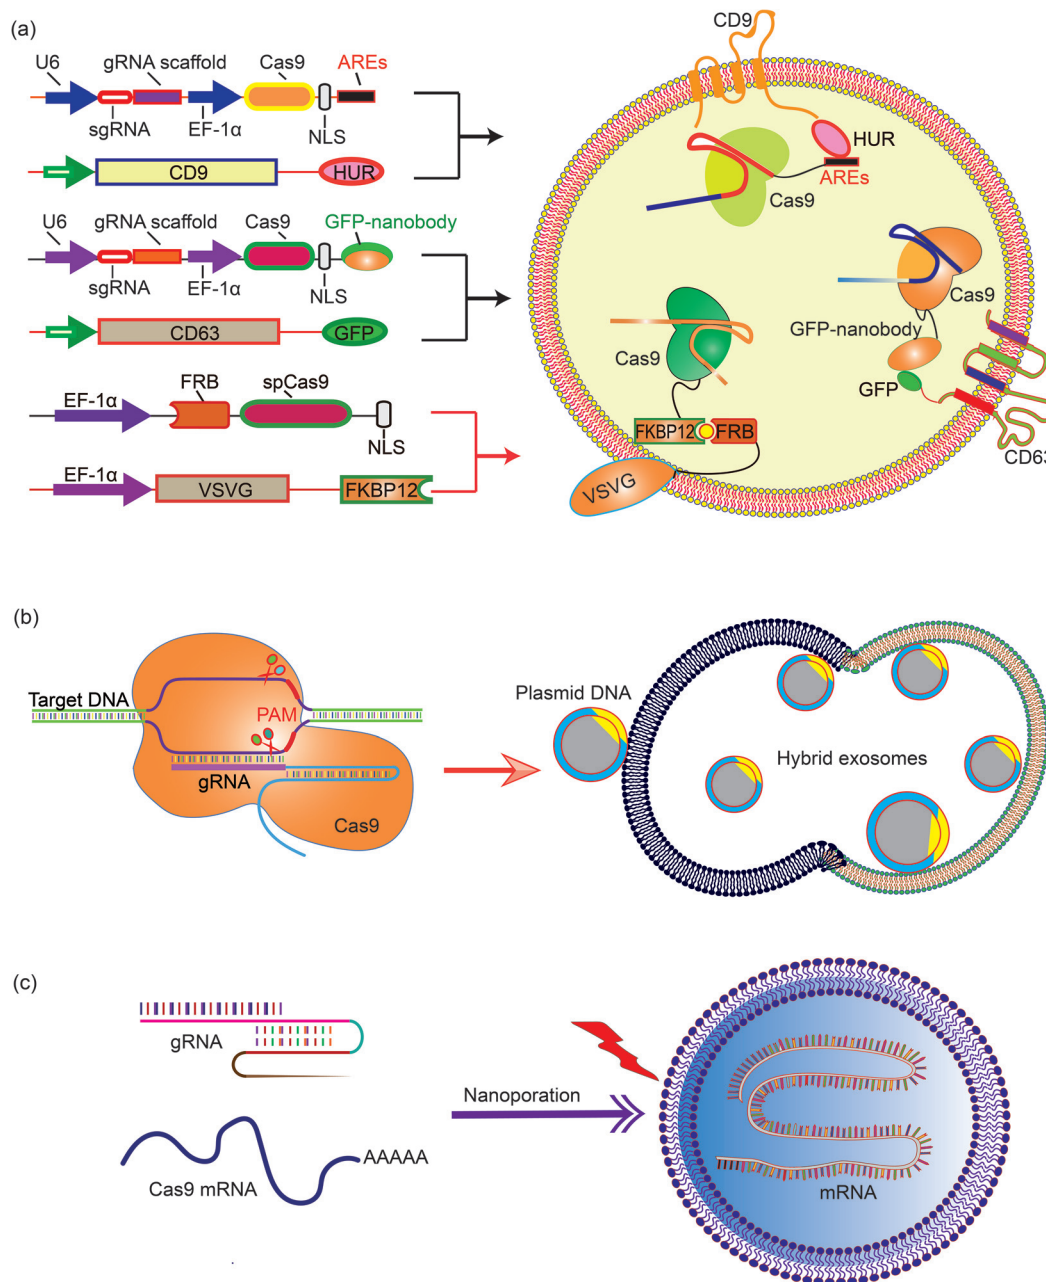 (a)
U6
gRNA scaffold
Cas9
AREs
sgRNA
EF-1α
NLS
CD9
HUR
U6
gRNA scaffold
Cas9
GFP-nanobody
sgRNA
EF-1α
NLS
CD63
GFP
EF-1α
FRB
spCas9
NLS
EF-1α
VSVG
FKBP12
CD9
HUR
AREs
Cas9
Cas9
GFP-nanobody
GFP
CD63
Cas9
FKBP12
FRB
VSVG
(b)
Target DNA
PAM
gRNA
Cas9
Plasmid DNA
Hybrid exosomes
(c)
gRNA
Cas9 mRNA
AAAAA
Nanoporation
mRNA